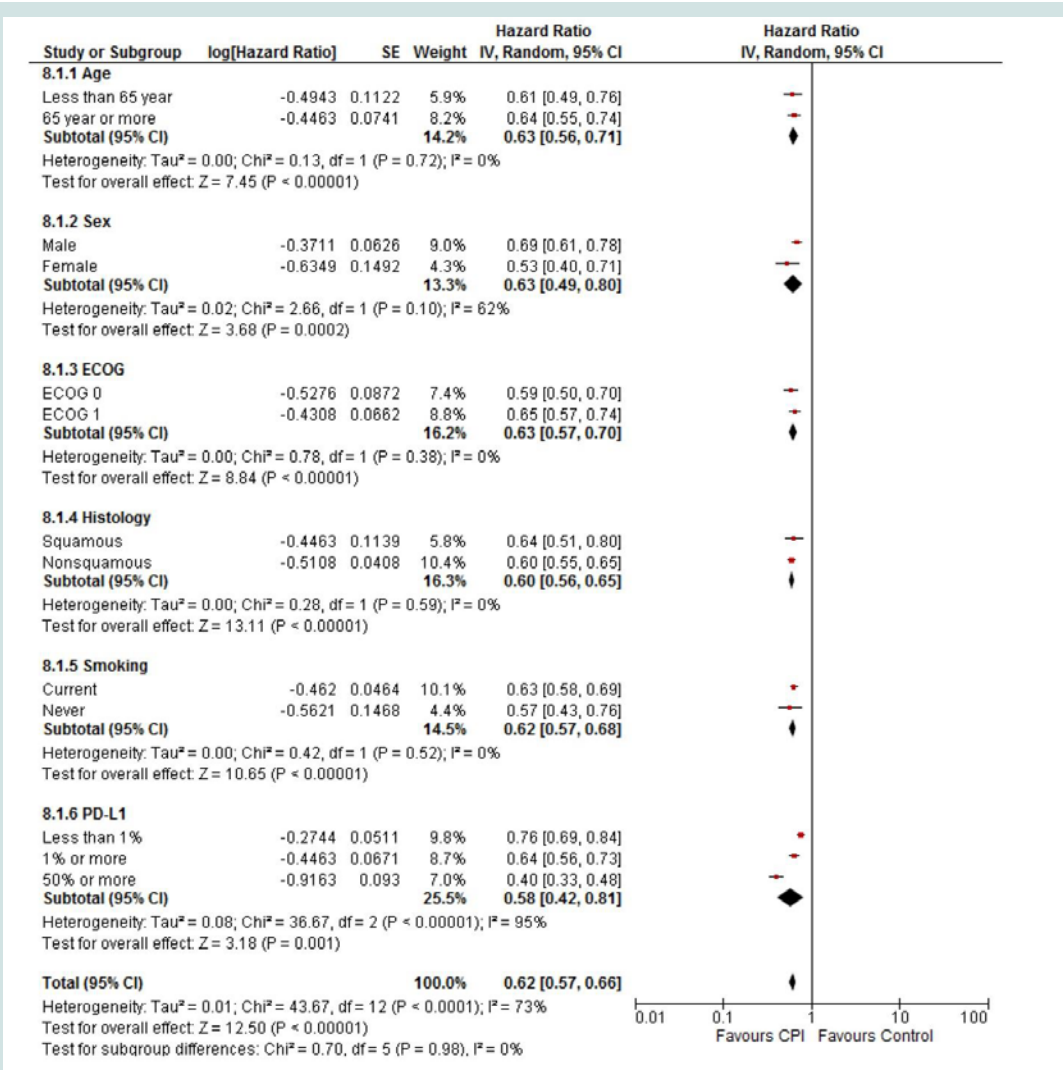 Hazard Ratio Hazard Ratio
Study or Subgroup log[Hazard Ratio] SE Weight IV, Random, 95% CI IV, Random, 95% CI
8.1.1 Age
Less than 65 year -0.4943 0.1122 5.9% 0.61 [0.49, 0.76]
65 year or more -0.4463 0.0741 8.2% 0.64 [0.55, 0.74]
Subtotal (95% CI) 14.2% 0.63 [0.56, 0.71]
Heterogeneity: Tau² = 0.00; Chi² = 0.13, df = 1 (P = 0.72); I² = 0%
Test for overall effect: Z = 7.45 (P < 0.00001)
8.1.2 Sex
Male -0.3711 0.0626 9.0% 0.69 [0.61, 0.78]
Female -0.6349 0.1492 4.3% 0.53 [0.40, 0.71]
Subtotal (95% CI) 13.3% 0.63 [0.49, 0.80]
Heterogeneity: Tau² = 0.02; Chi² = 2.66, df = 1 (P = 0.10); I² = 62%
Test for overall effect: Z = 3.68 (P = 0.0002)
8.1.3 ECOG
ECOG 0 -0.5276 0.0872 7.4% 0.59 [0.50, 0.70]
ECOG 1 -0.4308 0.0662 8.8% 0.65 [0.57, 0.74]
Subtotal (95% CI) 16.2% 0.63 [0.57, 0.70]
Heterogeneity: Tau² = 0.00; Chi² = 0.78, df = 1 (P = 0.38); I² = 0%
Test for overall effect: Z = 8.84 (P < 0.00001)
8.1.4 Histology
Squamous -0.4463 0.1139 5.8% 0.64 [0.51, 0.80]
Nonsquamous -0.5108 0.0408 10.4% 0.60 [0.55, 0.65]
Subtotal (95% CI) 16.3% 0.60 [0.56, 0.65]
Heterogeneity: Tau² = 0.00; Chi² = 0.28, df = 1 (P = 0.59); I² = 0%
Test for overall effect: Z = 13.11 (P < 0.00001)
8.1.5 Smoking
Current -0.462 0.0464 10.1% 0.63 [0.58, 0.69]
Never -0.5621 0.1468 4.4% 0.57 [0.43, 0.76]
Subtotal (95% CI) 14.5% 0.62 [0.57, 0.68]
Heterogeneity: Tau² = 0.00; Chi² = 0.42, df = 1 (P = 0.52); I² = 0%
Test for overall effect: Z = 10.65 (P < 0.00001)
8.1.6 PD-L1
Less than 1% -0.2744 0.0511 9.8% 0.76 [0.69, 0.84]
1% or more -0.4463 0.0671 8.7% 0.64 [0.56, 0.73]
50% or more -0.9163 0.093 7.0% 0.40 [0.33, 0.48]
Subtotal (95% CI) 25.5% 0.58 [0.42, 0.81]
Heterogeneity: Tau² = 0.08; Chi² = 36.67, df = 2 (P < 0.00001); I² = 95%
Test for overall effect: Z = 3.18 (P = 0.001)
Total (95% CI) 100.0% 0.62 [0.57, 0.66]
Heterogeneity: Tau² = 0.01; Chi² = 43.67, df = 12 (P < 0.0001); I² = 73%
0.01 0.1 1 10 100
Test for overall effect: Z = 12.50 (P < 0.00001)
Favours CPI Favours Control
Test for subgroup differences: Chi² = 0.70, df = 5 (P = 0.98), I² = 0%